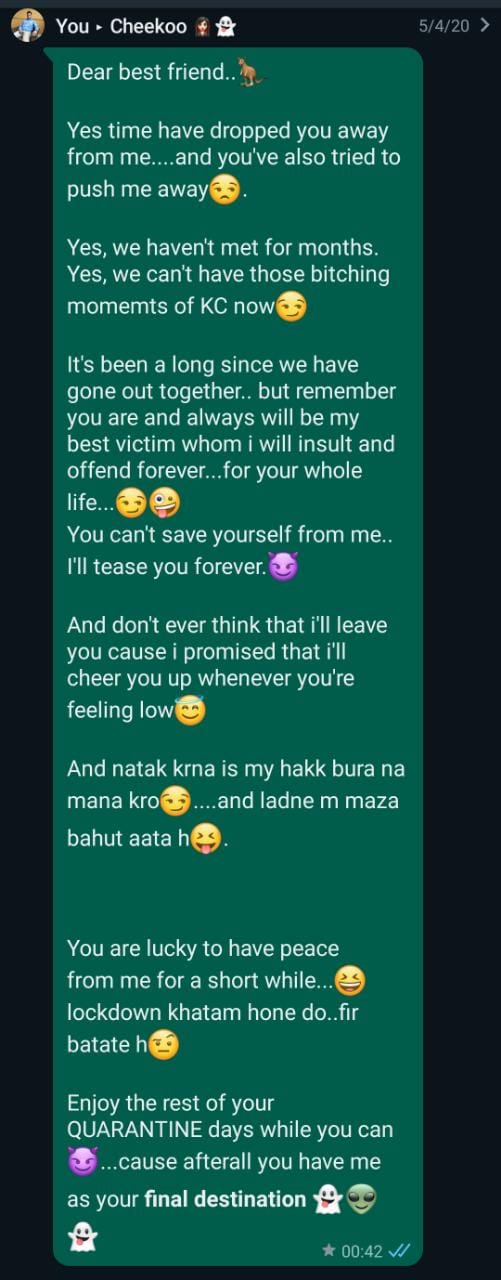 You ▸ Cheekoo 👩🏻👻 5/4/20
Dear best friend..🦘
Yes time have dropped you away
from me....and you've also tried to
push me away😒.
Yes, we haven't met for months.
Yes, we can't have those bitching
momemts of KC now😏
It's been a long since we have
gone out together.. but remember
you are and always will be my
best victim whom i will insult and
offend forever...for your whole
life...😏🤪
You can't save yourself from me..
I'll tease you forever.😈
And don't ever think that i'll leave
you cause i promised that i'll
cheer you up whenever you're
feeling low😇
And natak krna is my hakk bura na
mana kro😏....and ladne m maza
bahut aata h😝.
You are lucky to have peace
from me for a short while...😆
lockdown khatam hone do..fir
batate h🤨
Enjoy the rest of your
QUARANTINE days while you can
😈...cause afterall you have me
as your final destination 👻👽
👻
★ 00:42